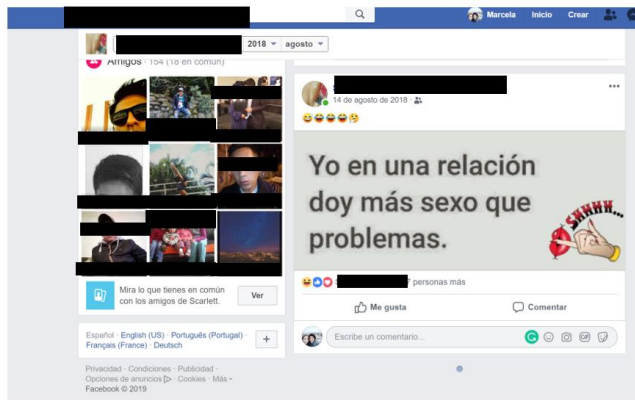 Marcela Inicio Crear
2018 agosto
Amigos · 154 (18 en común)
Mira lo que tienes en común
con los amigos de Scarlett.
Ver
Español · English (US) · Português (Portugal) ·
Français (France) · Deutsch
+
Privacidad · Condiciones · Publicidad ·
Opciones de anuncios · Cookies · Más
Facebook © 2019
14 de agosto de 2018 ·
Yo en una relación
doy más sexo que
problemas.
SHHHH...
personas más
Me gusta
Comentar
Escribe un comentario...
GIF